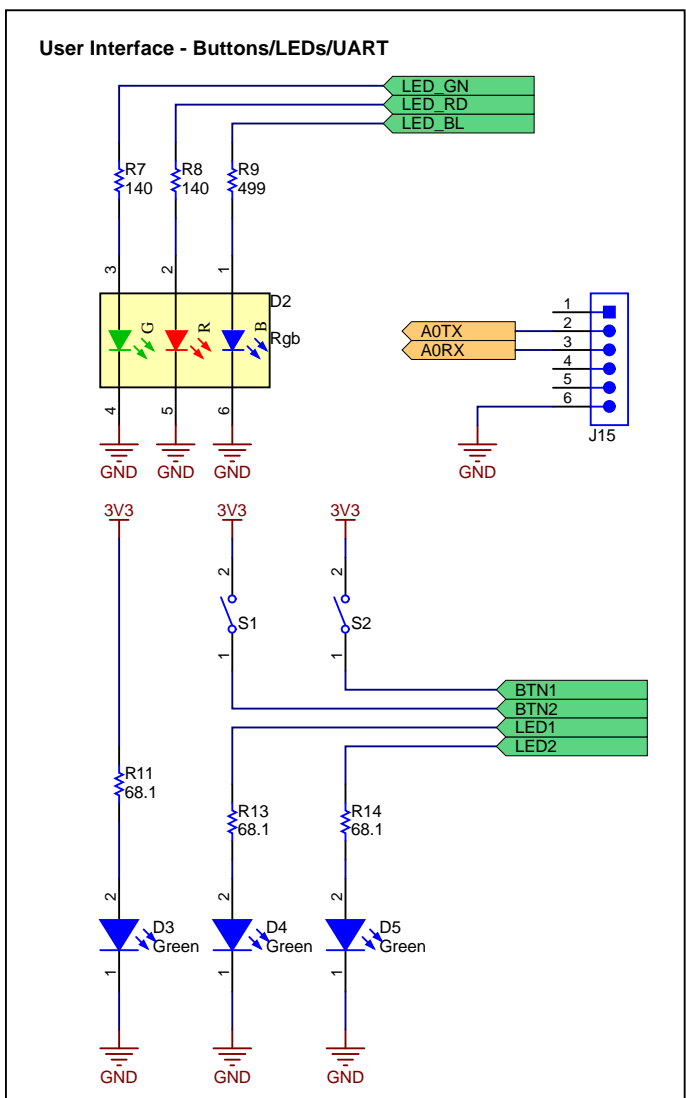 User Interface - Buttons/LEDs/UART
LED_GN
LED_RD
LED_BL
R7
140
R8
140
R9
499
3
2
1
D2
G
R
B
Rgb
4
5
6
GND
GND
GND
A0TX
A0RX
1
2
3
4
5
6
J15
GND
3V3
3V3
3V3
2
2
S1
S2
1
1
BTN1
BTN2
LED1
LED2
R11
68.1
R13
68.1
R14
68.1
2
2
2
D3
Green
D4
Green
D5
Green
1
1
1
GND
GND
GND